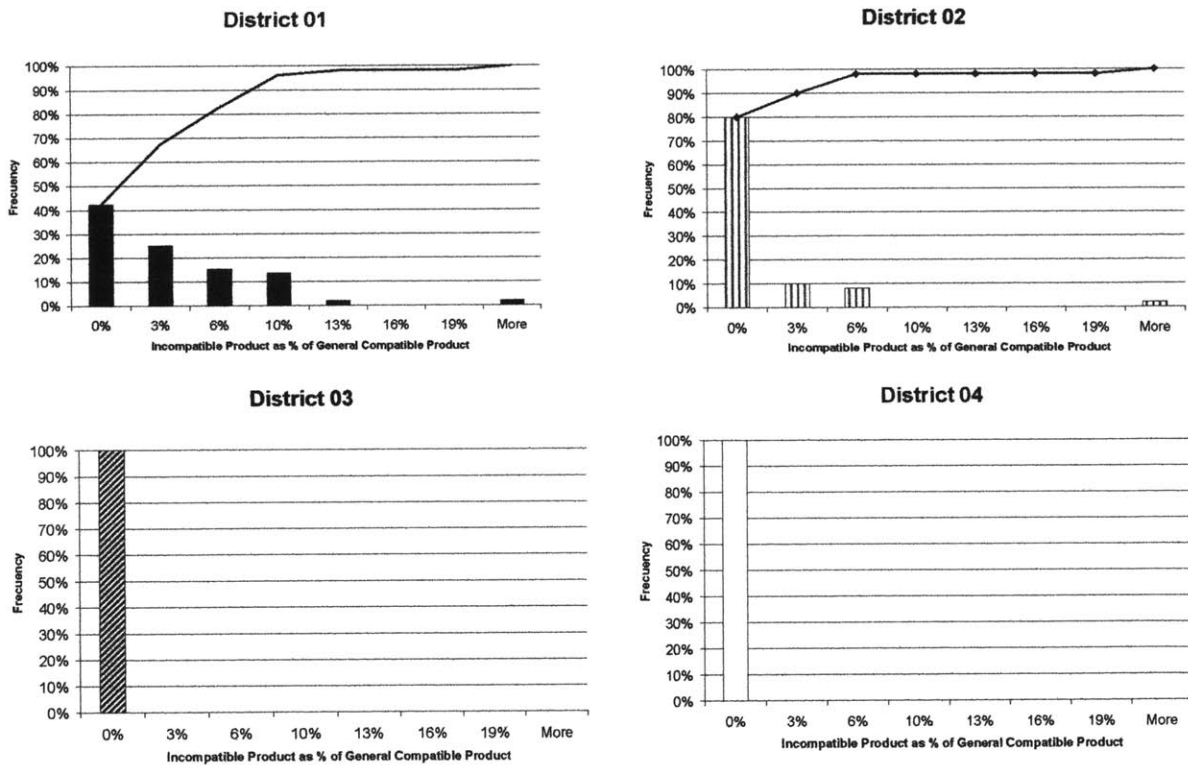 District 01
100%
90%
80%
70%
60%
50%
40%
30%
20%
10%
0%
Frecuency
0% 3% 6% 10% 13% 16% 19% More
Incompatible Product as % of General Compatible Product
District 02
100%
90%
80%
70%
60%
50%
40%
30%
20%
10%
0%
Frecuency
0% 3% 6% 10% 13% 16% 19% More
Incompatible Product as % of General Compatible Product
District 03
100%
90%
80%
70%
60%
50%
40%
30%
20%
10%
0%
Frecuency
0% 3% 6% 10% 13% 16% 19% More
Incompatible Product as % of General Compatible Product
District 04
100%
90%
80%
70%
60%
50%
40%
30%
20%
10%
0%
Frecuency
0% 3% 6% 10% 13% 16% 19% More
Incompatible Product as % of General Compatible Product